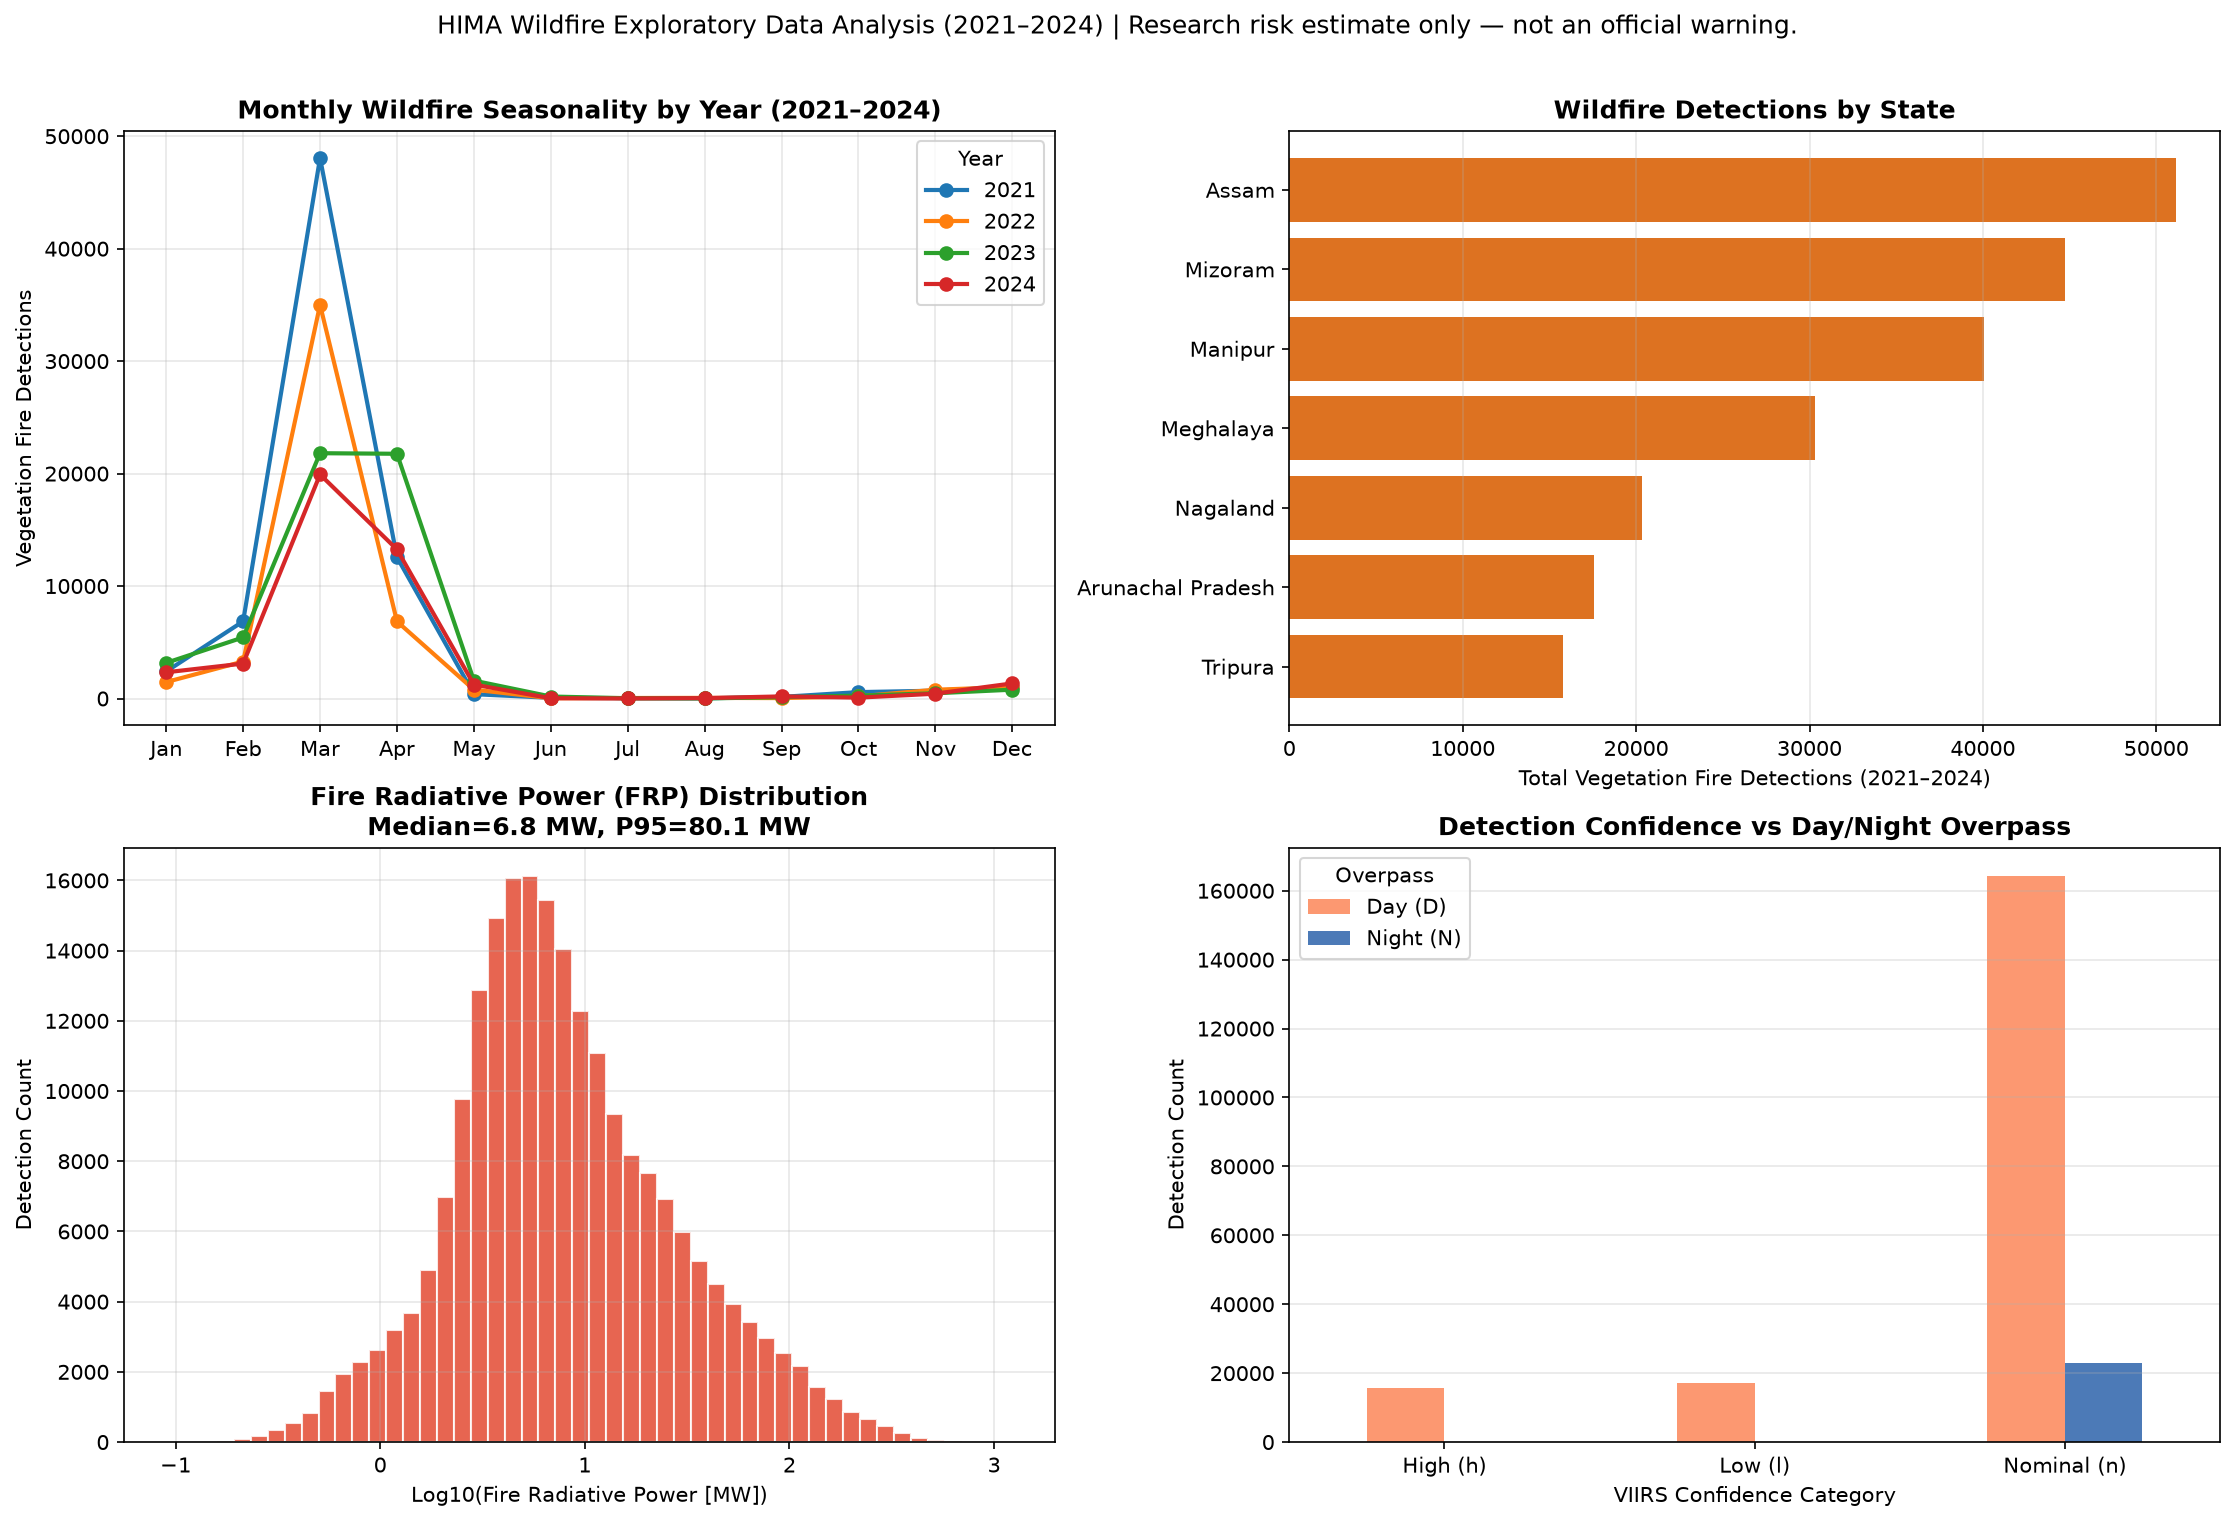 HIMA Wildfire Exploratory Data Analysis (2021–2024) | Research risk estimate only — not an official warning.
Monthly Wildfire Seasonality by Year (2021–2024)
50000
40000
30000
20000
10000
0
Vegetation Fire Detections
Year
2021
2022
2023
2024
Jan Feb Mar Apr May Jun Jul Aug Sep Oct Nov Dec
Wildfire Detections by State
Assam
Mizoram
Manipur
Meghalaya
Nagaland
Arunachal Pradesh
Tripura
0 10000 20000 30000 40000 50000
Total Vegetation Fire Detections (2021–2024)
Fire Radiative Power (FRP) Distribution
Median=6.8 MW, P95=80.1 MW
16000
14000
12000
10000
8000
6000
4000
2000
0
Detection Count
−1 0 1 2 3
Log10(Fire Radiative Power [MW])
Detection Confidence vs Day/Night Overpass
Overpass
Day (D)
Night (N)
160000
140000
120000
100000
80000
60000
40000
20000
0
Detection Count
High (h) Low (l) Nominal (n)
VIIRS Confidence Category